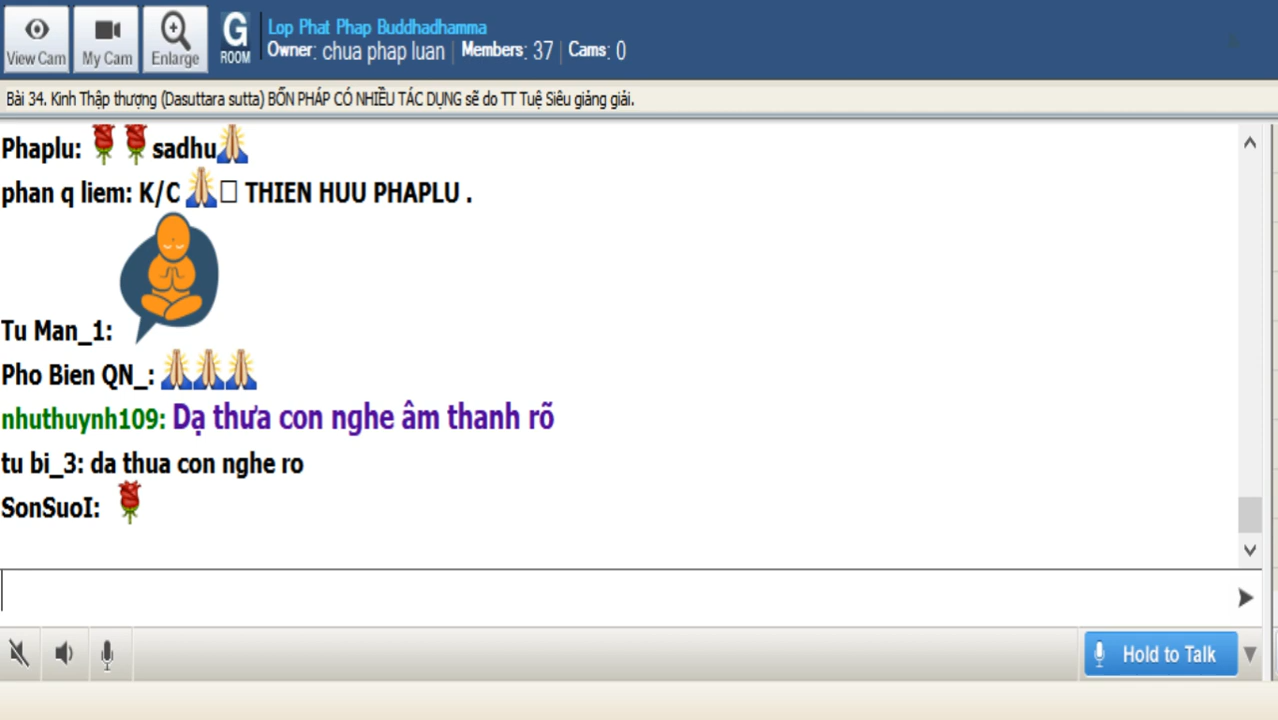 View Cam
My Cam
Enlarge
G
ROOM
Lop Phat Phap Buddhadhamma
Owner: chua phap luan | Members: 37 | Cams: 0
Bài 34. Kinh Thập thượng (Dasuttara sutta) BỐN PHÁP CÓ NHIỀU TÁC DỤNG sẽ do TT Tuệ Siêu giảng giải.
Phaplu: 🌹🌹sadhu🙏
phan q liem: K/C 🙏□ THIEN HUU PHAPLU .
Tu Man_1:
Pho Bien QN_: 🙏🙏🙏
nhuthuynh109: Dạ thưa con nghe âm thanh rõ
tu bi_3: da thua con nghe ro
SonSuoI: 🌹
Hold to Talk